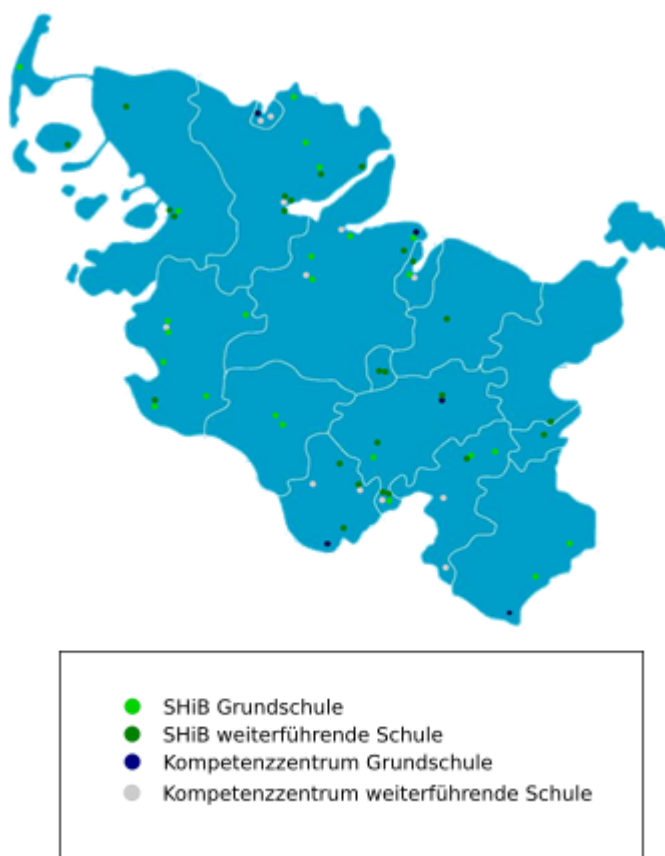 SHiB Grundschule
SHiB weiterführende Schule
Kompetenzzentrum Grundschule
Kompetenzzentrum weiterführende Schule